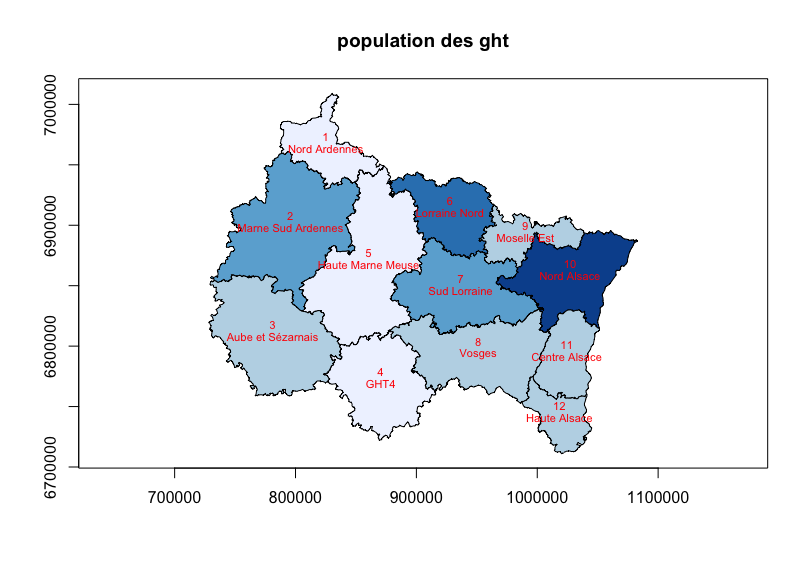 population des ght
7000000
6900000
6800000
6700000
1
Nord Ardennes
2
Marne Sud Ardennes
3
Aube et Sézarnais
4
GHT4
5
Haute Marne Meuse
6
Lorraine Nord
7
Sud Lorraine
8
Vosges
9
Moselle Est
10
Nord Alsace
11
Centre Alsace
12
Haute Alsace
700000
800000
900000
1000000
1100000